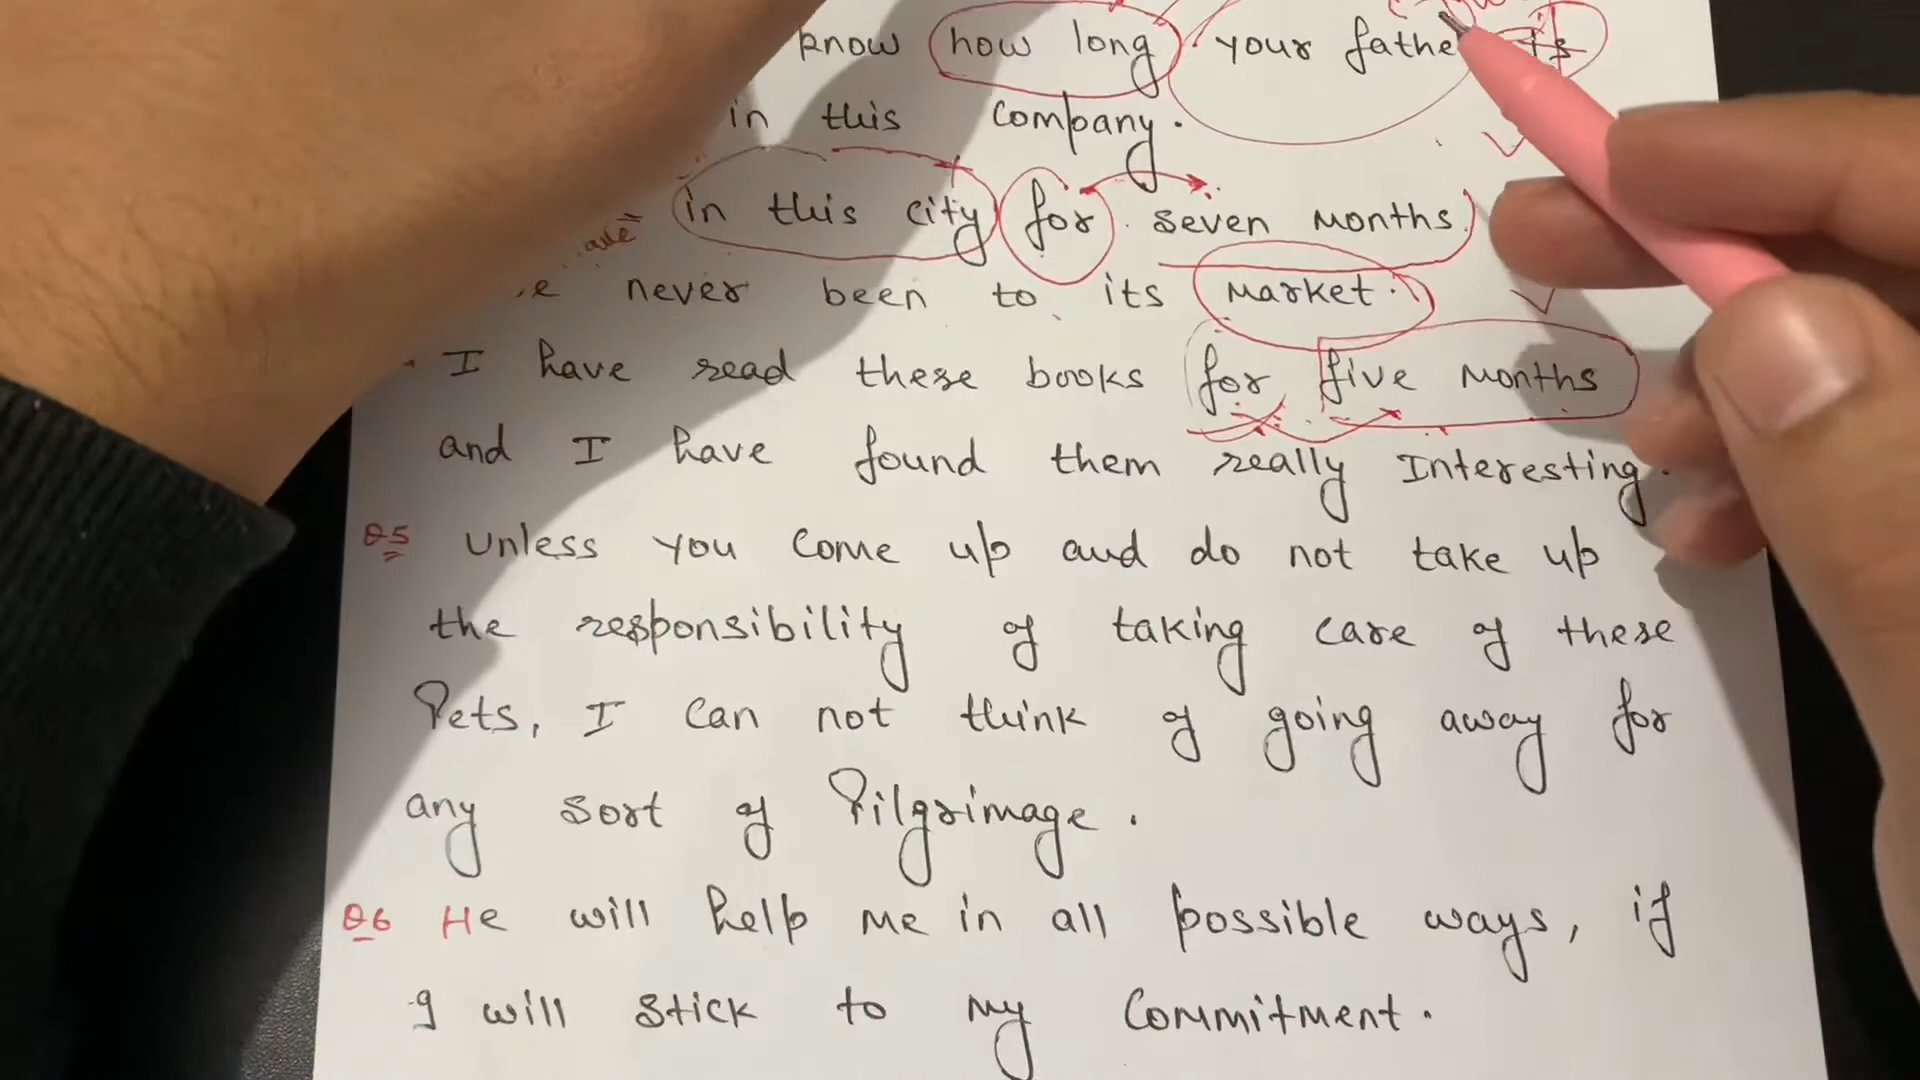 know how long your father is
in this company.
in this city for seven months.
never been to its market.
I have read these books for five months
and I have found them really Interesting.
Q5 Unless you come up and do not take up
the responsibility of taking care of these
Pets, I can not think of going away for
any sort of Pilgrimage.
Q6 He will help me in all possible ways, if
I will stick to my commitment.